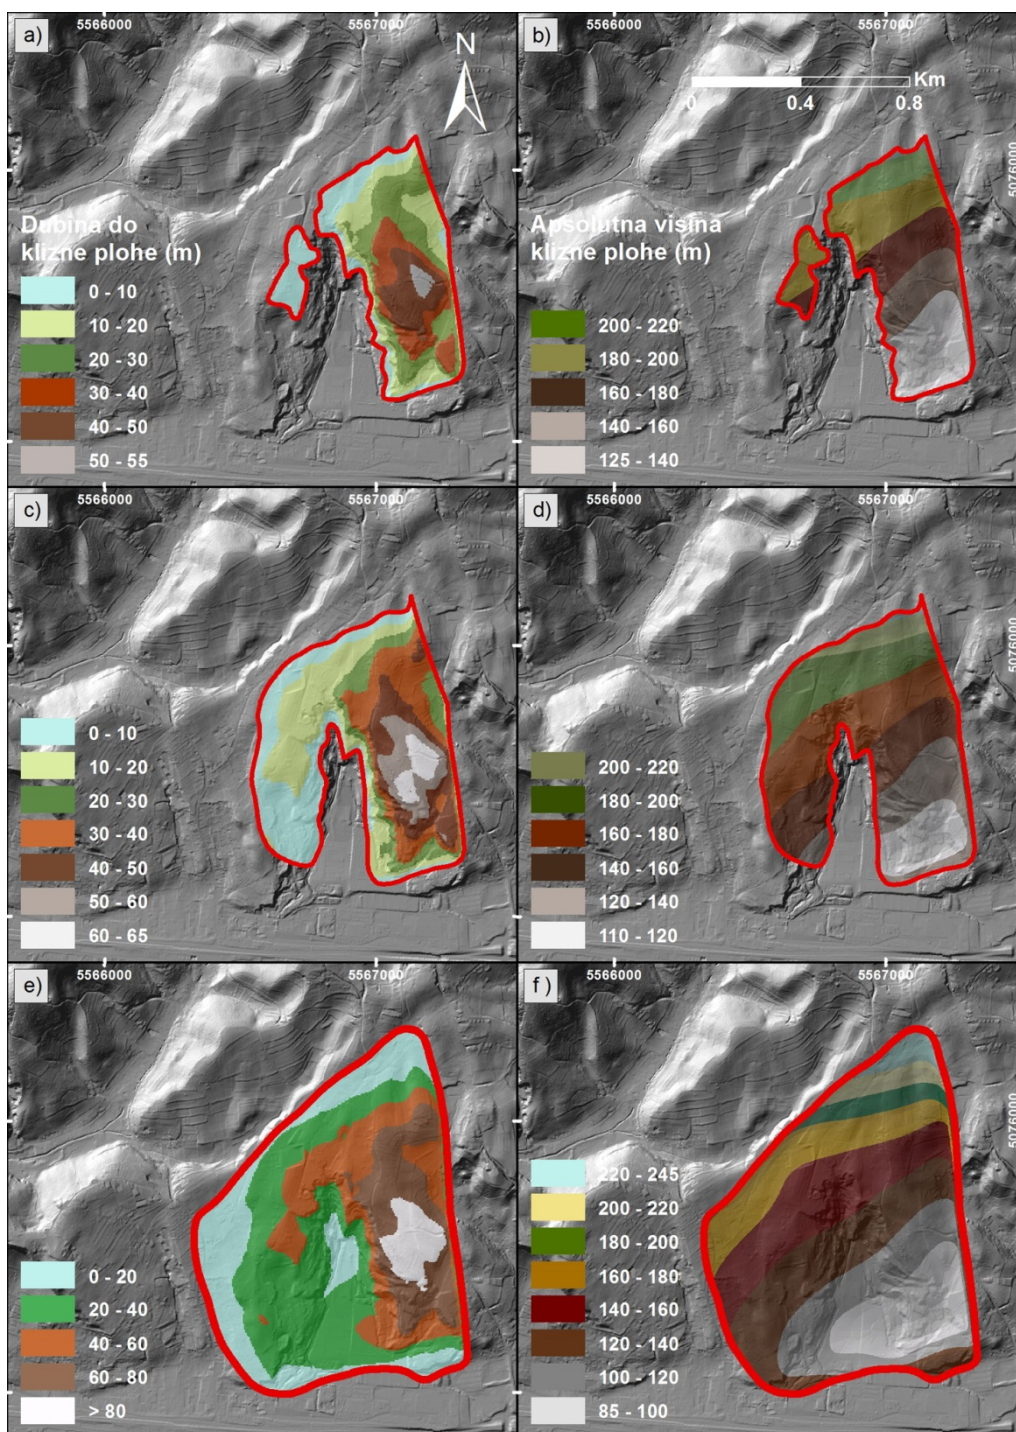 a)
5566000
5567000
N
Dubina do
klizne plohe (m)
0 - 10
10 - 20
20 - 30
30 - 40
40 - 50
50 - 55
b)
5566000
5567000
Km
0
0.4
0.8
5076000
Apsolutna visina
klizne plohe (m)
200 - 220
180 - 200
160 - 180
140 - 160
125 - 140
c)
5566000
5567000
0 - 10
10 - 20
20 - 30
30 - 40
40 - 50
50 - 60
60 - 65
d)
5566000
5567000
5076000
200 - 220
180 - 200
160 - 180
140 - 160
120 - 140
110 - 120
e)
5566000
5567000
0 - 20
20 - 40
40 - 60
60 - 80
> 80
f )
5566000
5567000
5076000
220 - 245
200 - 220
180 - 200
160 - 180
140 - 160
120 - 140
100 - 120
85 - 100